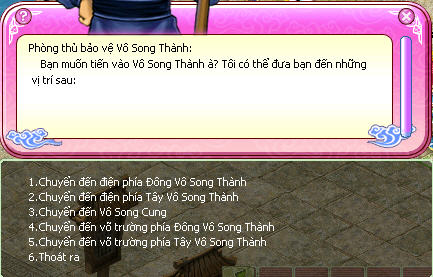 Phòng thủ bảo vệ Vô Song Thành:
Bạn muốn tiến vào Vô Song Thành à? Tôi có thể đưa bạn đến những
vị trí sau:
1.Chuyển đến điện phía Đông Vô Song Thành
2.Chuyển đến điện phía Tây Vô Song Thành
3.Chuyển đến Vô Song Cung
4.Chuyển đến võ trường phía Đông Vô Song Thành
5.Chuyển đến võ trường phía Tây Vô Song Thành
6.Thoát ra